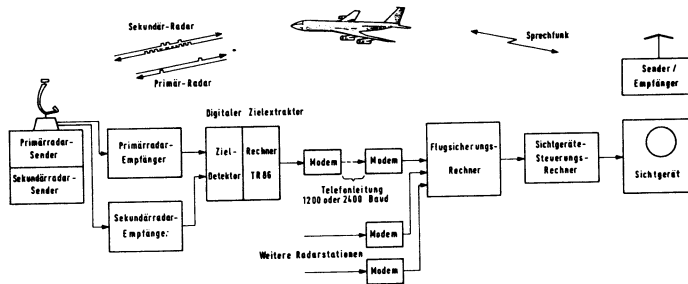 Sekundär-Radar
Primär-Radar
Sprechfunk
Sender/
Empfänger
Primärradar-
Sender
Sekundärradar-
Sender
Primärradar-
Empfänger
Sekundärradar-
Empfänger
Digitaler Zielextraktor
Ziel-
Detektor
Rechner
TR 86
Modem
Modem
Telefonleitung
1200 oder 2400 Baud
Flugsicherungs-
Rechner
Sichtgeräte-
Steuerungs-
Rechner
Sichtgerät
Weitere Radarstationen
Modem
Modem